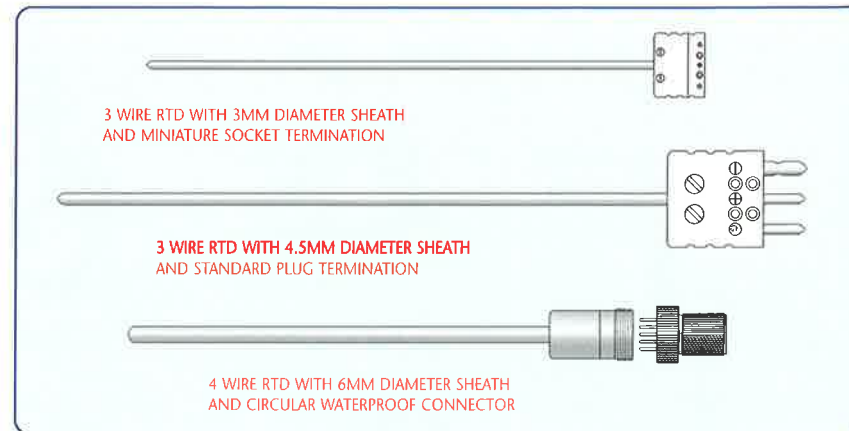 3 WIRE RTD WITH 3MM DIAMETER SHEATH
AND MINIATURE SOCKET TERMINATION
3 WIRE RTD WITH 4.5MM DIAMETER SHEATH
AND STANDARD PLUG TERMINATION
4 WIRE RTD WITH 6MM DIAMETER SHEATH
AND CIRCULAR WATERPROOF CONNECTOR